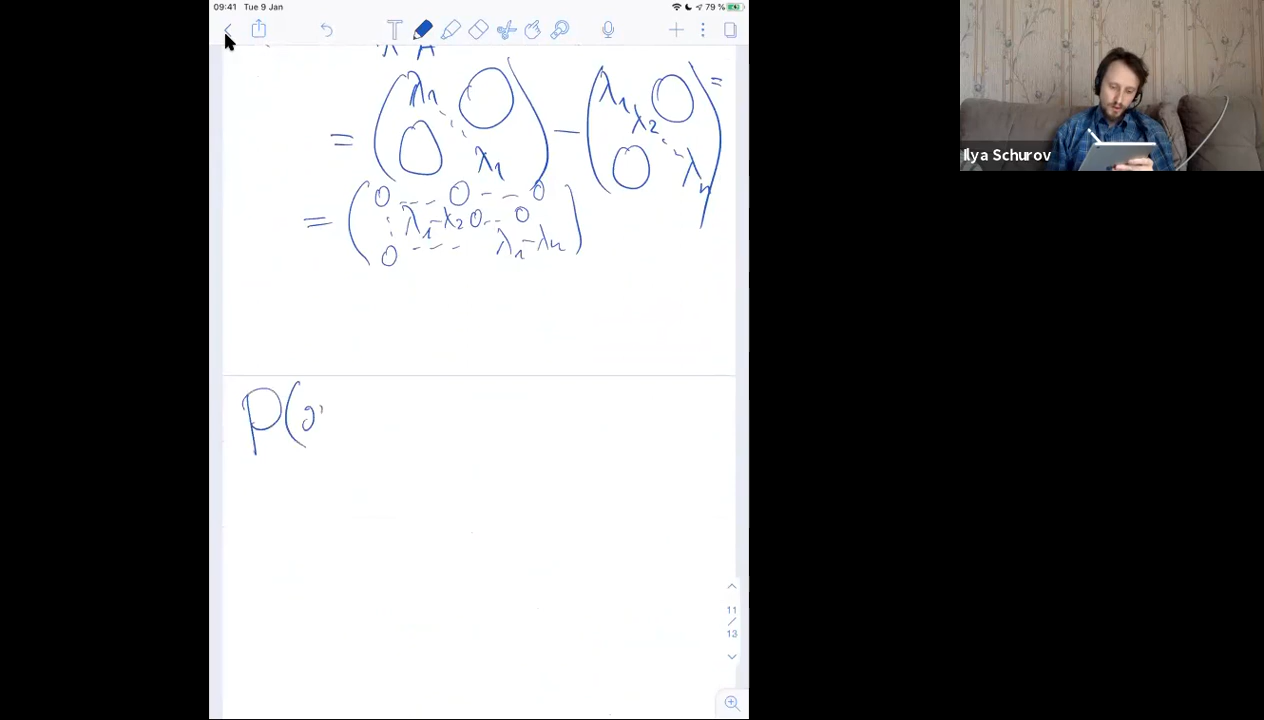 09:41 Tue 9 Jan
79 %
T
= (λ₁ 0 ⋱ 0 λ₁) − (λ₁ 0 λ₂ ⋱ 0 λₙ) =
= (0 --- 0 --- 0
⋮ λ₁-λ₂ 0 -- 0
0 ---- λ₁-λₙ)
P(
11
/
13
Ilya Schurov